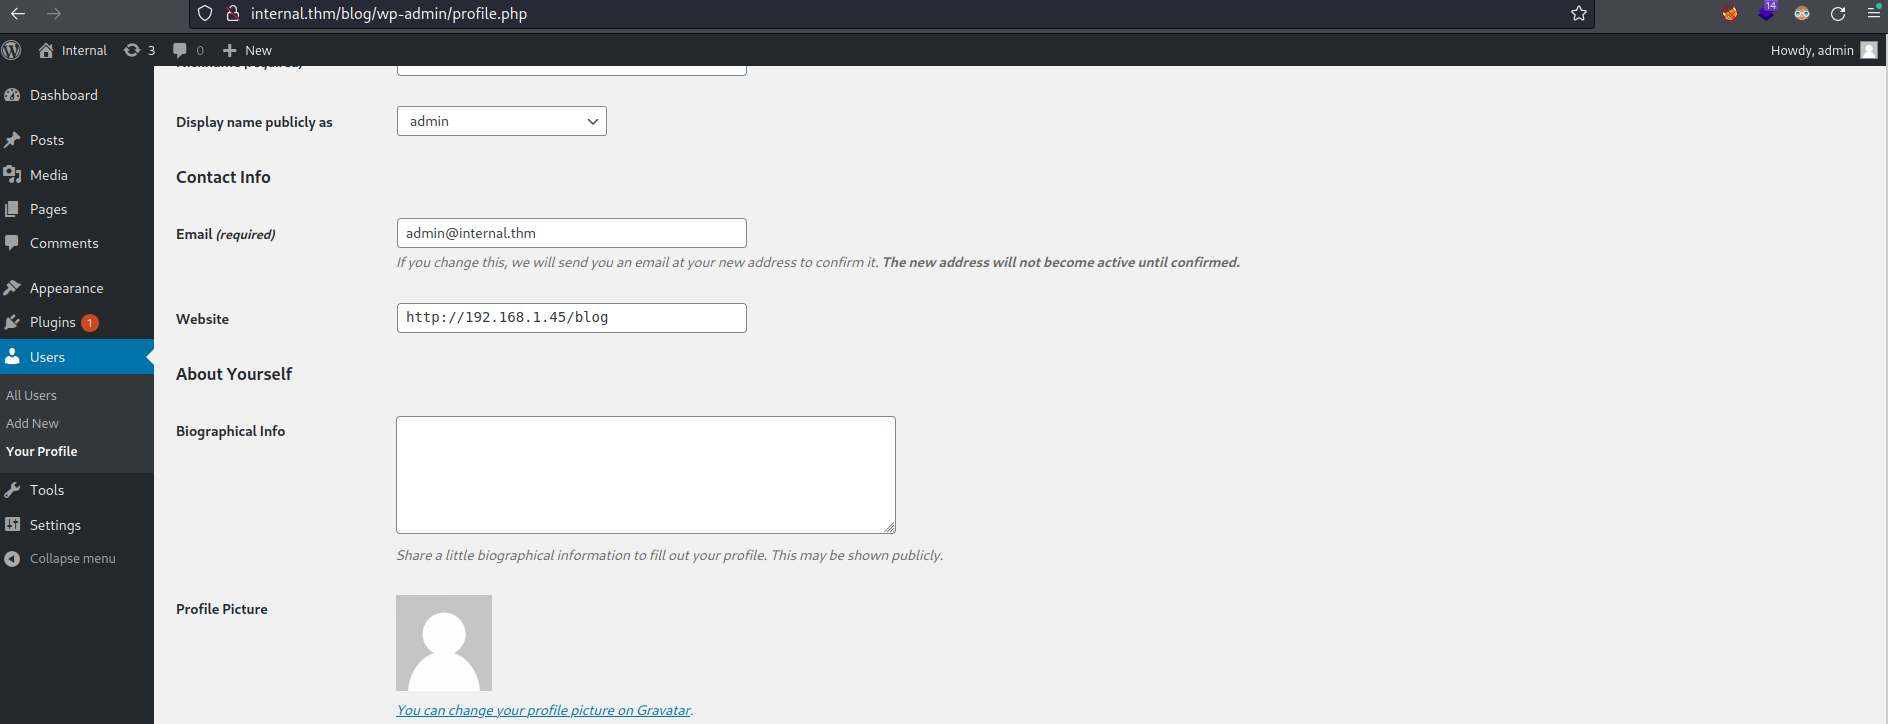 internal.thm/blog/wp-admin/profile.php
14
Internal 3 0 New
Howdy, admin
Dashboard
Posts
Media
Pages
Comments
Appearance
Plugins 1
Users
All Users
Add New
Your Profile
Tools
Settings
Collapse menu
Display name publicly as admin
Contact Info
Email (required) admin@internal.thm
If you change this, we will send you an email at your new address to confirm it. The new address will not become active until confirmed.
Website http://192.168.1.45/blog
About Yourself
Biographical Info
Share a little biographical information to fill out your profile. This may be shown publicly.
Profile Picture
You can change your profile picture on Gravatar.